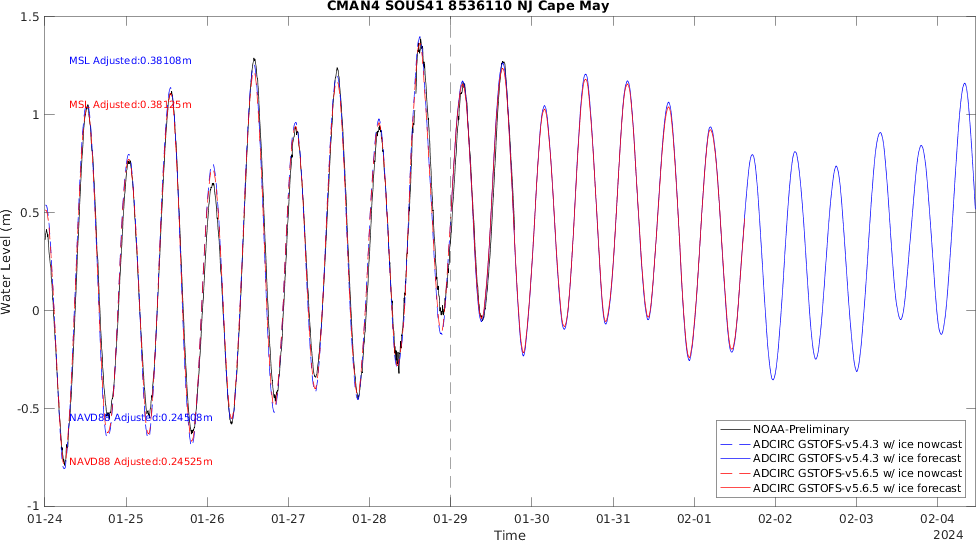 CMAN4 SOUS41 8536110 NJ Cape May
1.5
1
0.5
0
-0.5
-1
Water Level (m)
MSL Adjusted:0.38108m
MSL Adjusted:0.38125m
NAVD88 Adjusted:0.24508m
NAVD88 Adjusted:0.24525m
NOAA-Preliminary
ADCIRC GSTOFS-v5.4.3 w/ ice nowcast
ADCIRC GSTOFS-v5.4.3 w/ ice forecast
ADCIRC GSTOFS-v5.6.5 w/ ice nowcast
ADCIRC GSTOFS-v5.6.5 w/ ice forecast
01-24 01-25 01-26 01-27 01-28 01-29 01-30 01-31 02-01 02-02 02-03 02-04
Time
2024